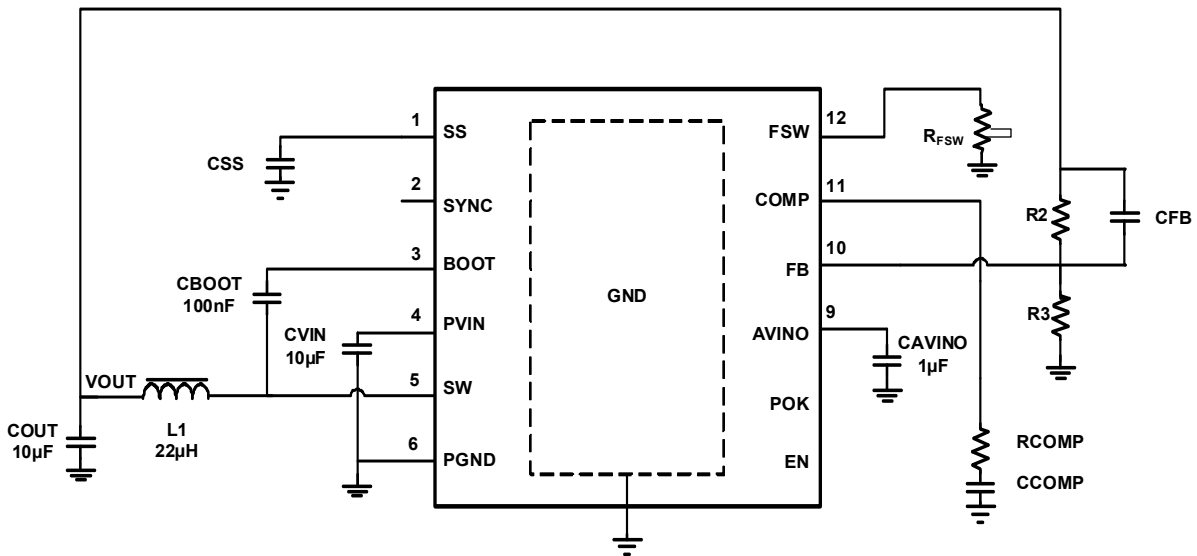 1
SS
CSS
2
SYNC
3
BOOT
CBOOT
100nF
4
PVIN
CVIN
10µF
VOUT
5
SW
COUT
10µF
L1
22µH
6
PGND
GND
12
FSW
RFSW
11
COMP
R2
CFB
10
FB
R3
9
AVINO
CAVINO
1µF
POK
EN
RCOMP
CCOMP